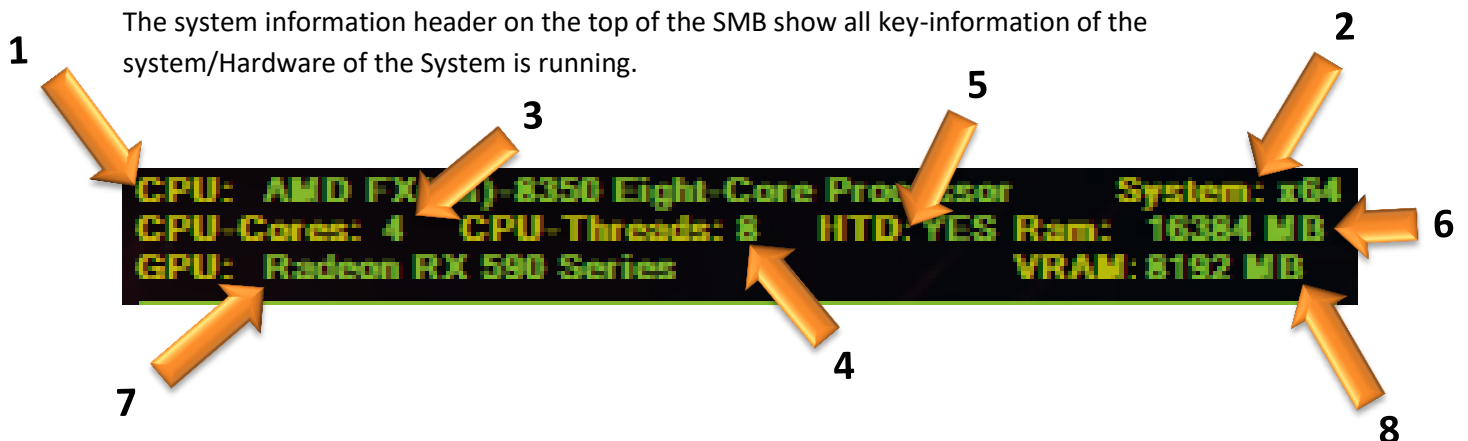 The system information header on the top of the SMB show all key-information of the
system/Hardware of the System is running.
1
2
3
5
CPU: AMD FX -8350 Eight-Core Processor System: x64
CPU-Cores: 4 CPU-Threads: 8 HTD: YES Ram: 16384 MB
6
GPU: Radeon RX 590 Series VRAM: 8192 MB
4
7
8